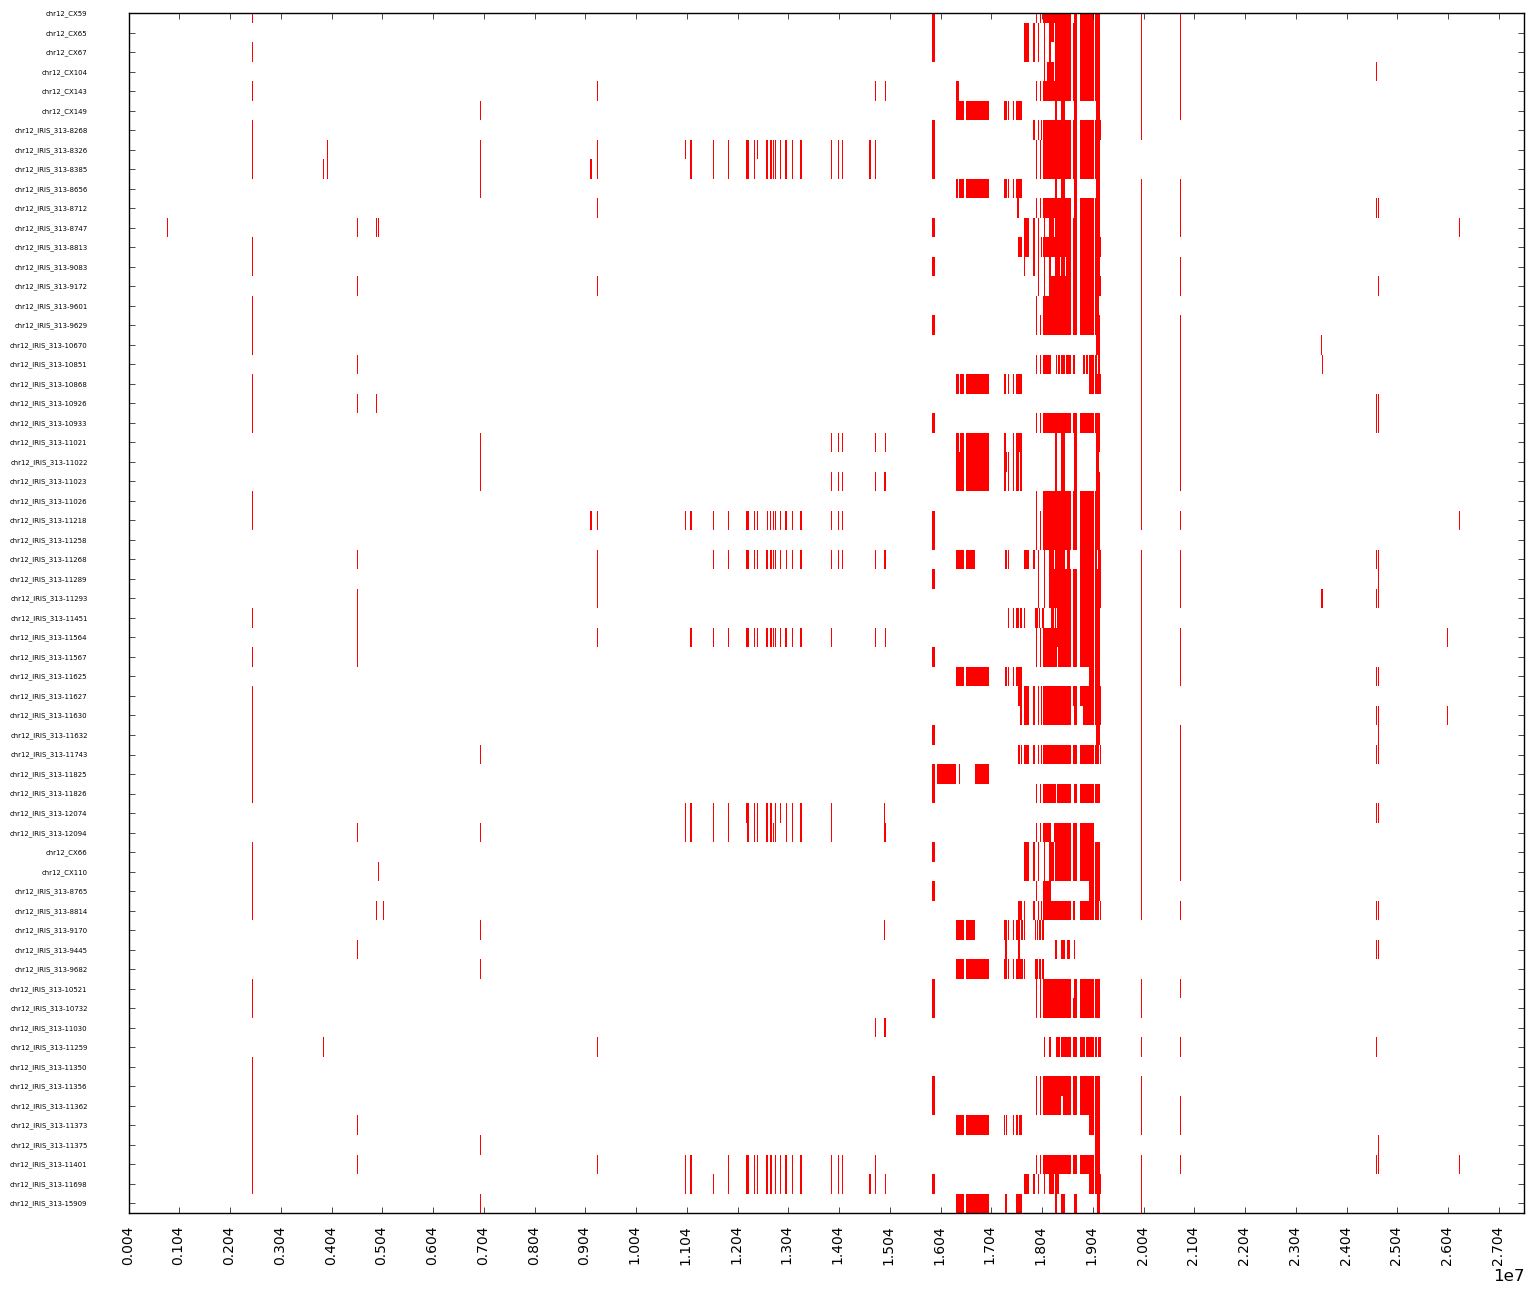 chr12_CX59
chr12_CX65
chr12_CX67
chr12_CX104
chr12_CX143
chr12_CX149
chr12_IRIS_313-8268
chr12_IRIS_313-8326
chr12_IRIS_313-8385
chr12_IRIS_313-8656
chr12_IRIS_313-8712
chr12_IRIS_313-8747
chr12_IRIS_313-8813
chr12_IRIS_313-9083
chr12_IRIS_313-9172
chr12_IRIS_313-9601
chr12_IRIS_313-9629
chr12_IRIS_313-10670
chr12_IRIS_313-10851
chr12_IRIS_313-10868
chr12_IRIS_313-10926
chr12_IRIS_313-10933
chr12_IRIS_313-11021
chr12_IRIS_313-11022
chr12_IRIS_313-11023
chr12_IRIS_313-11026
chr12_IRIS_313-11218
chr12_IRIS_313-11258
chr12_IRIS_313-11268
chr12_IRIS_313-11289
chr12_IRIS_313-11293
chr12_IRIS_313-11451
chr12_IRIS_313-11564
chr12_IRIS_313-11567
chr12_IRIS_313-11625
chr12_IRIS_313-11627
chr12_IRIS_313-11630
chr12_IRIS_313-11632
chr12_IRIS_313-11743
chr12_IRIS_313-11825
chr12_IRIS_313-11826
chr12_IRIS_313-12074
chr12_IRIS_313-12094
chr12_CX66
chr12_CX110
chr12_IRIS_313-8765
chr12_IRIS_313-8814
chr12_IRIS_313-9170
chr12_IRIS_313-9445
chr12_IRIS_313-9682
chr12_IRIS_313-10521
chr12_IRIS_313-10732
chr12_IRIS_313-11030
chr12_IRIS_313-11259
chr12_IRIS_313-11350
chr12_IRIS_313-11356
chr12_IRIS_313-11362
chr12_IRIS_313-11373
chr12_IRIS_313-11375
chr12_IRIS_313-11401
chr12_IRIS_313-11698
chr12_IRIS_313-15909
0.004 0.104 0.204 0.304 0.404 0.504 0.604 0.704 0.804 0.904 1.004 1.104 1.204 1.304 1.404 1.504 1.604 1.704 1.804 1.904 2.004 2.104 2.204 2.304 2.404 2.504 2.604 2.704
1e7